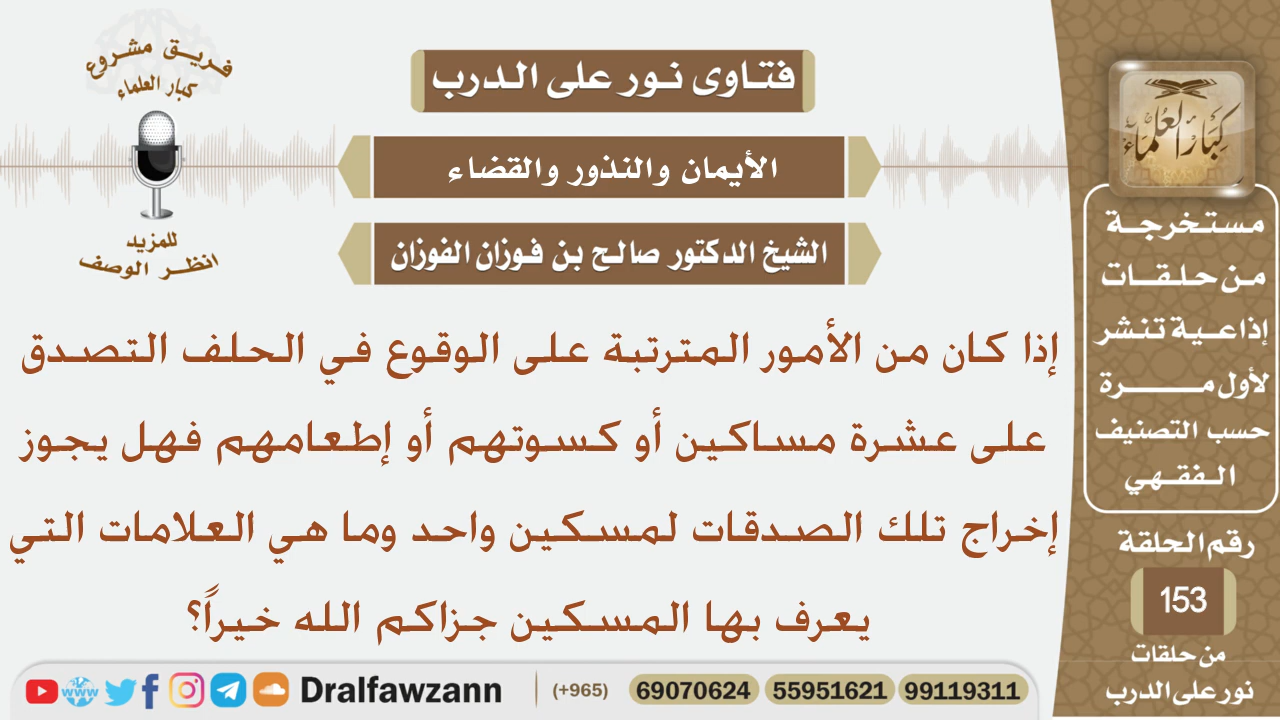 فريق مشروع
كبار العلماء
للمزيد
انظر الوصف
فتاوى نور على الدرب
الأيمان والنذور والقضاء
الشيخ الدكتور صالح بن فوزان الفوزان
إذا كان من الأمور المترتبة على الوقوع في الحلف التصدق
على عشرة مساكين أو كسوتهم أو إطعامهم فهل يجوز
إخراج تلك الصدقات لمسكين واحد وما هي العلامات التي
يعرف بها المسكين جزاكم الله خيراً؟
كبار العلماء
مستخرجة
من حلقات
إذاعية تنشر
لأول مرة
حسب التصنيف
الفقهي
رقم الحلقة
153
من حلقات
نور على الدرب
www Dralfawzann (+965) 69070624 55951621 99119311